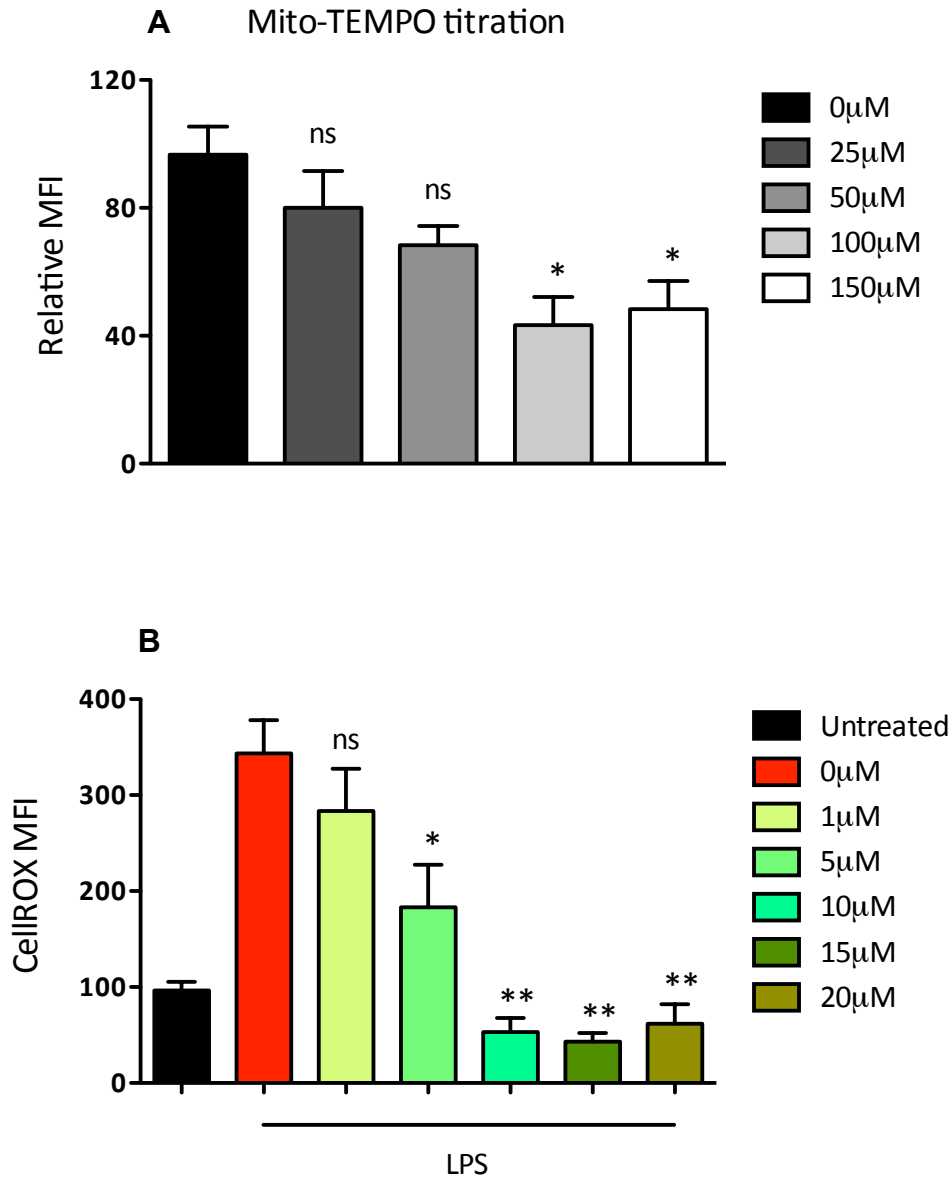 A Mito-TEMPO titration
Relative MFI
120
80
40
0
ns
ns
*
*
0μM
25μM
50μM
100μM
150μM
B
CellROX MFI
400
300
200
100
0
ns
*
**
**
**
Untreated
0μM
1μM
5μM
10μM
15μM
20μM
LPS